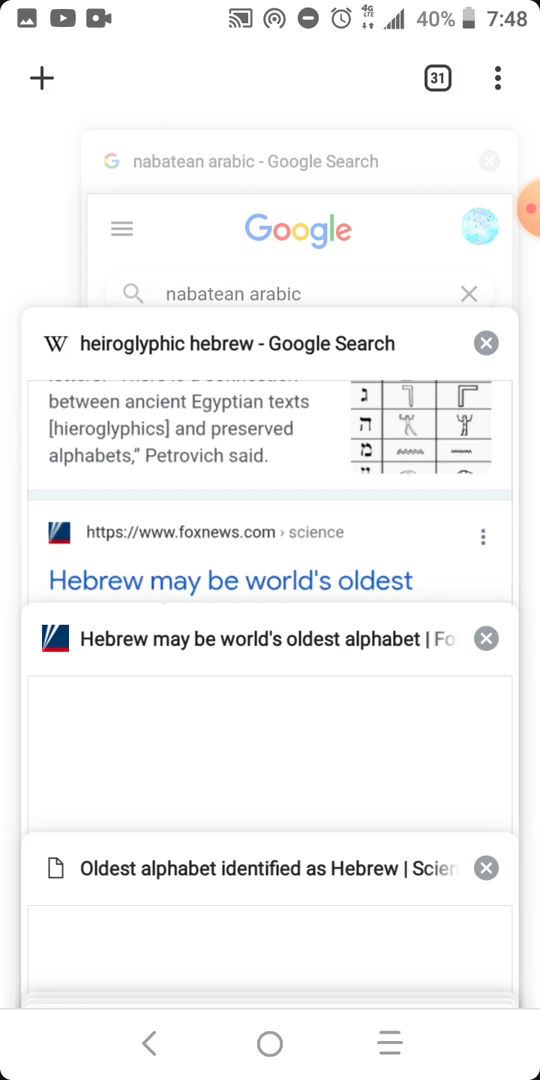 4G
LTE
40%
7:48
31
nabatean arabic - Google Search
Google
nabatean arabic
heiroglyphic hebrew - Google Search
between ancient Egyptian texts
[hieroglyphics] and preserved
alphabets,” Petrovich said.
ג
ה
מ
https://www.foxnews.com › science
Hebrew may be world's oldest
Hebrew may be world's oldest alphabet | Fo
Oldest alphabet identified as Hebrew | Scien